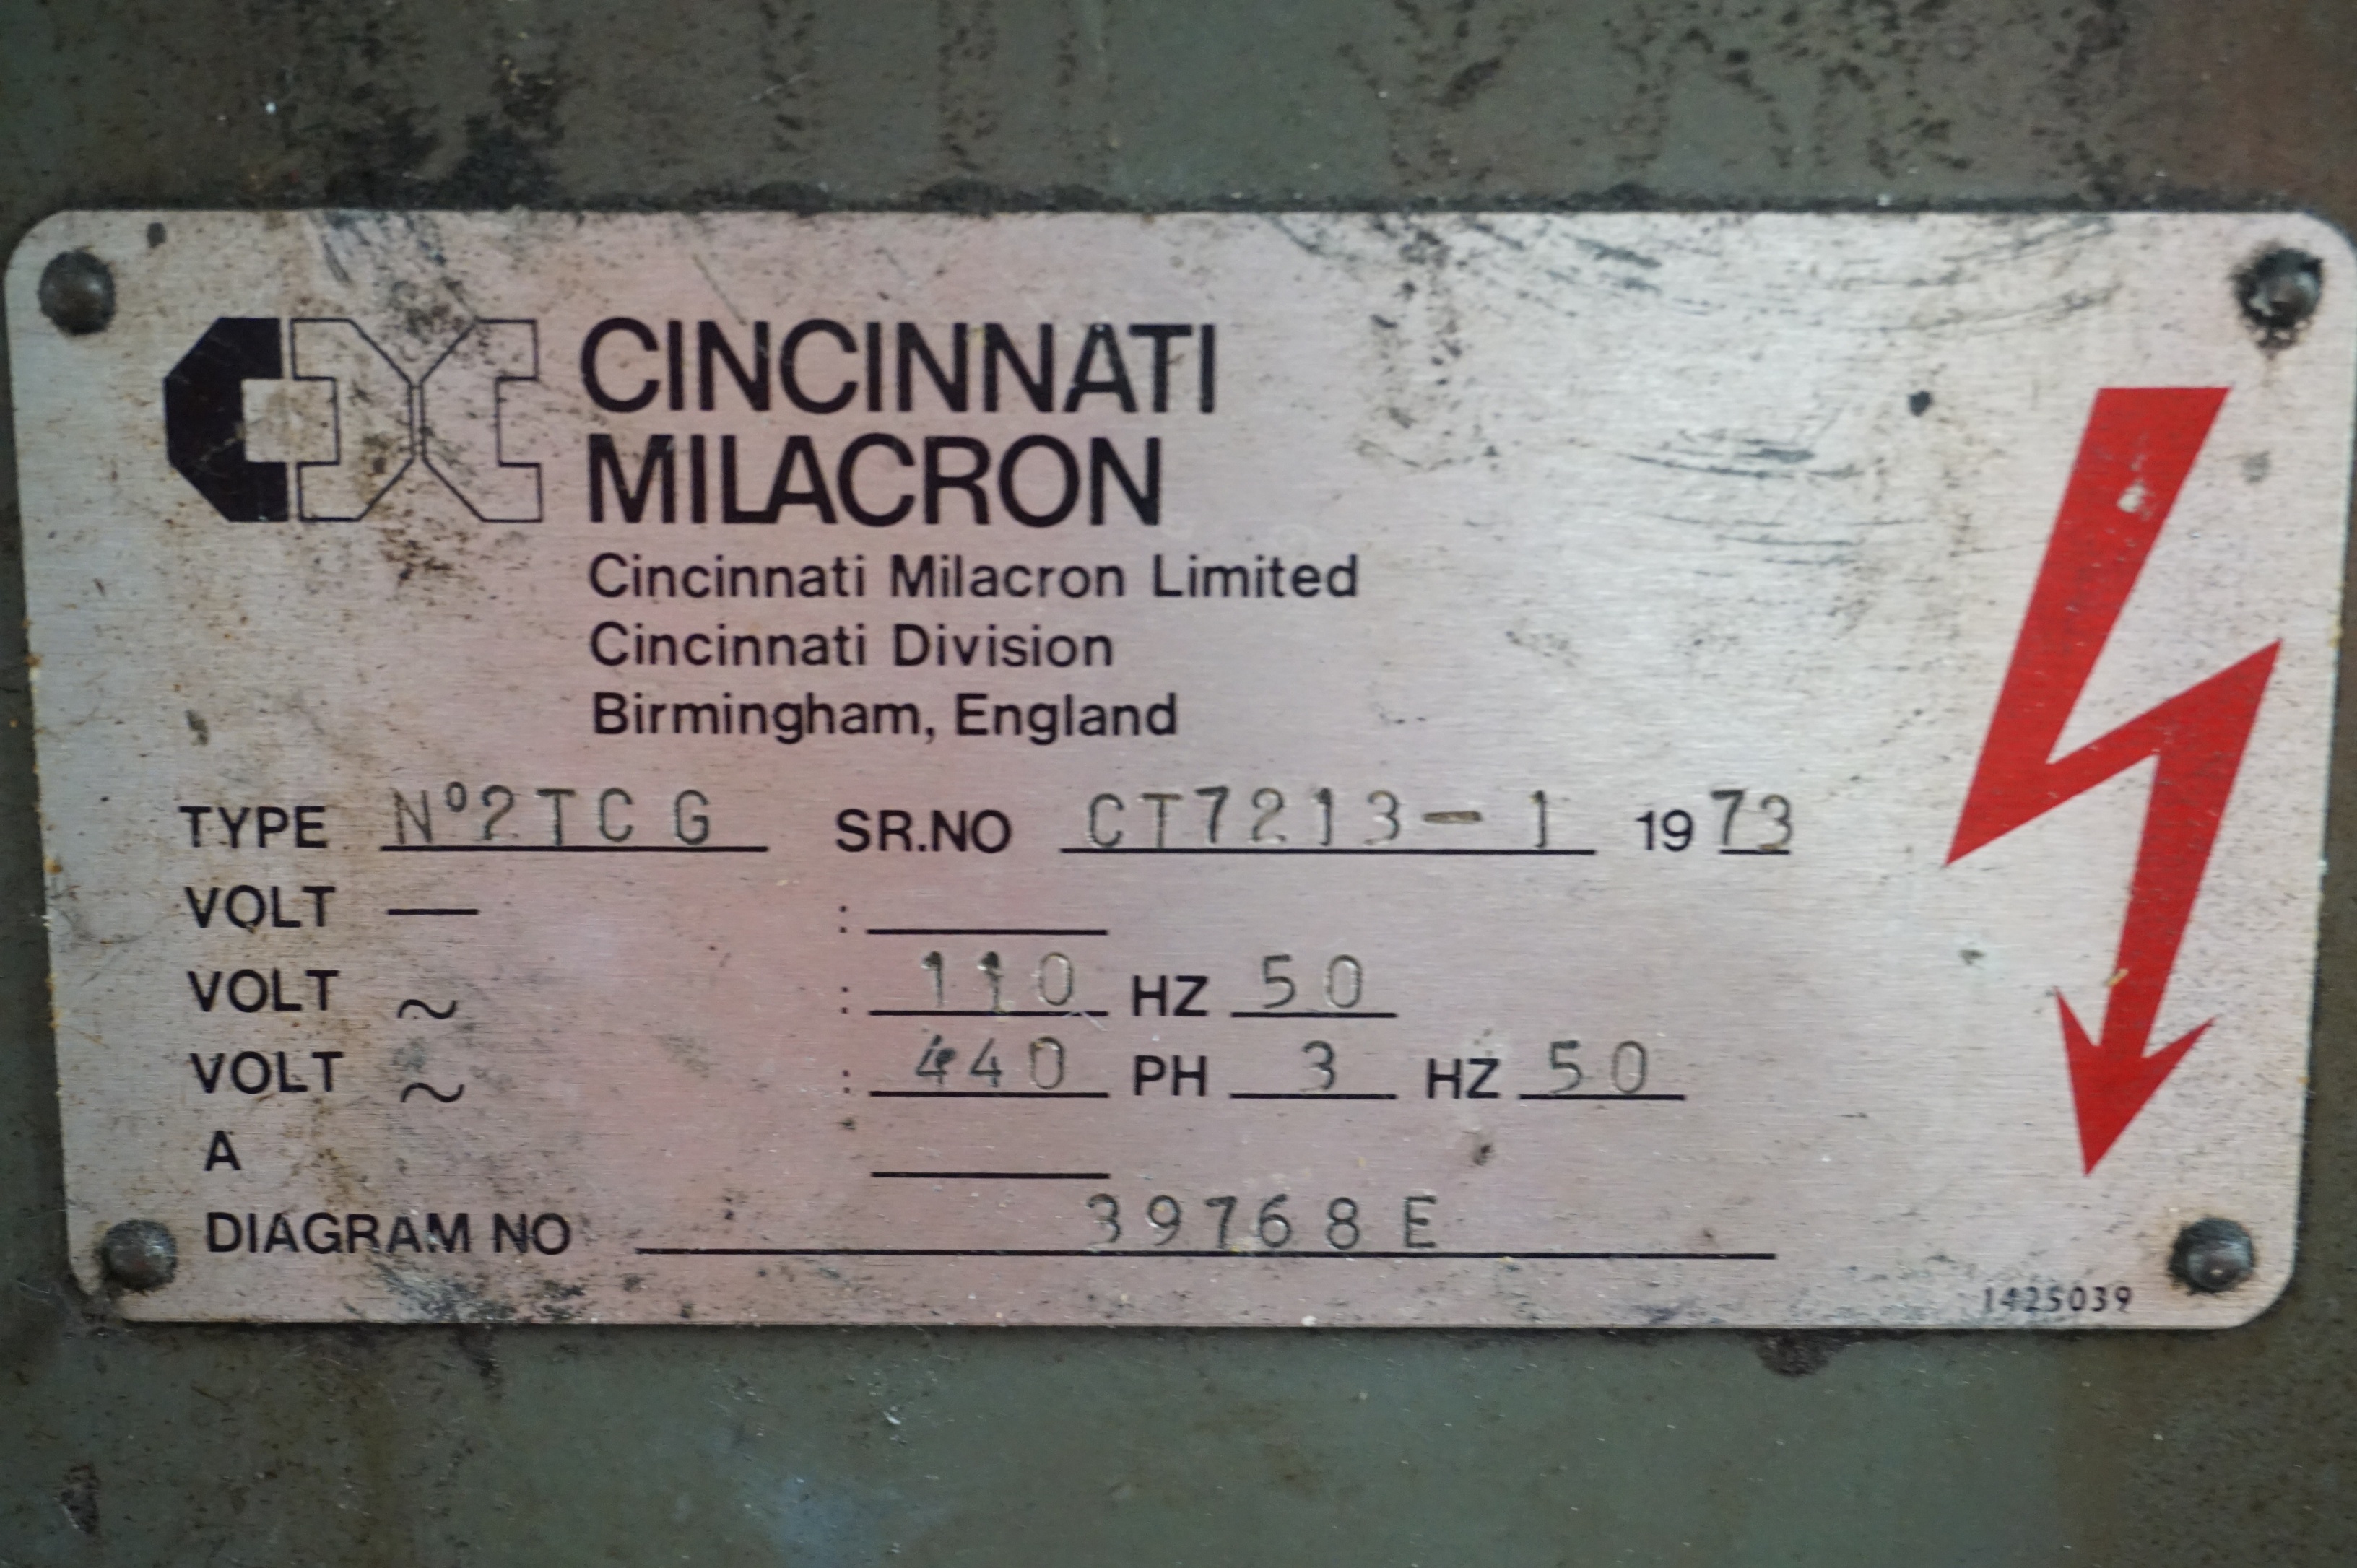 CINCINNATI
MILACRON
Cincinnati Milacron Limited
Cincinnati Division
Birmingham, England
TYPE Nº2TCG SR.NO CT7213-1 1973
VOLT — :
VOLT ~ : 110 HZ 50
VOLT ~ : 440 PH 3 HZ 50
A
DIAGRAM NO 39768E
1425039